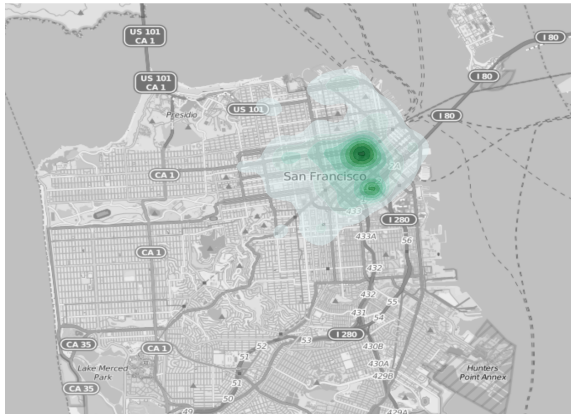 US 101
CA 1
I 80
US 101
CA 1
I 80
US 101
Presidio
I 80
CA 1
San Francisco
433
I 280
433A
56
CA 1
432
432
55
431
54
I 280
53
52
CA 35
CA 1
51
430B
Lake Merced
Park
430A
Hunters
Point Annex
51
429B
CA 35
50
49
429A